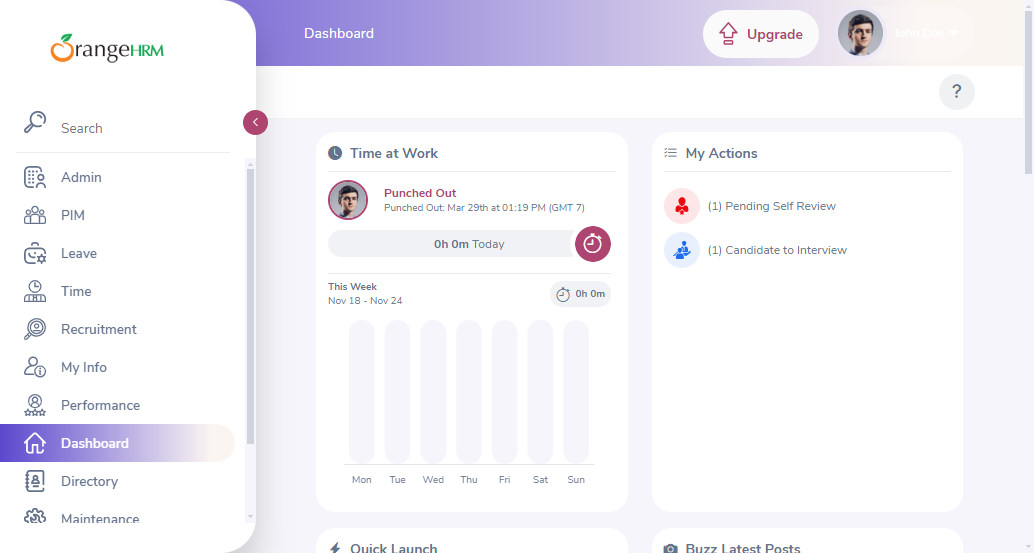 OrangeHRM
Search
Admin
PIM
Leave
Time
Recruitment
My Info
Performance
Dashboard
Directory
Maintenance
Dashboard
Upgrade
John Doe
?
Time at Work
Punched Out
Punched Out: Mar 29th at 01:19 PM (GMT 7)
0h 0m Today
This Week
Nov 18 - Nov 24
0h 0m
Mon Tue Wed Thu Fri Sat Sun
My Actions
(1) Pending Self Review
(1) Candidate to Interview
Quick Launch
Buzz Latest Posts